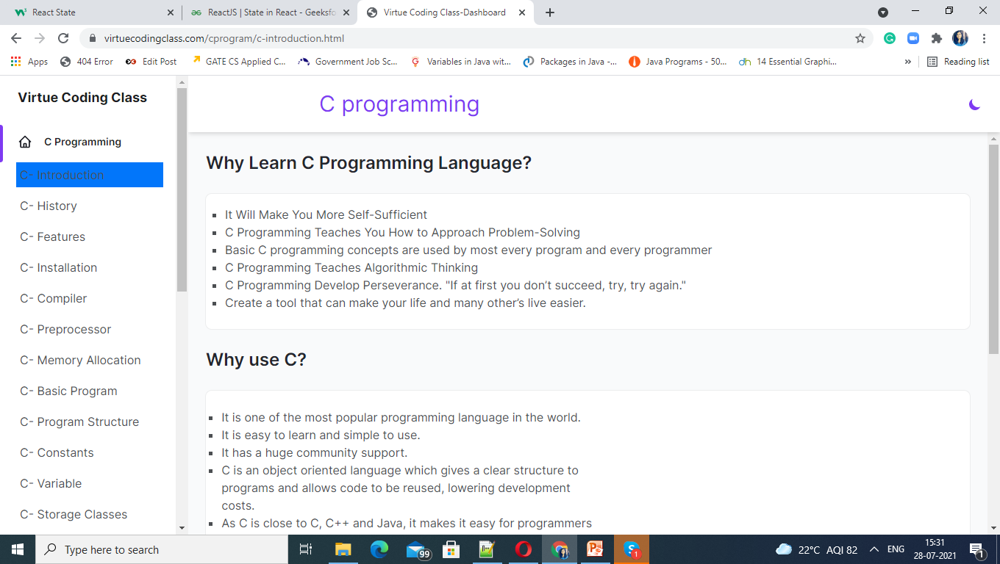 React State
ReactJS | State in React - Geeksfo
Virtue Coding Class-Dashboard
virtuecodingclass.com/cprogram/c-introduction.html
Apps
404 Error
Edit Post
GATE CS Applied C...
Government Job Sc...
Variables in Java wit...
Packages in Java -...
Java Programs - 50...
14 Essential Graphi...
»
Reading list
Virtue Coding Class
C Programming
C- Introduction
C- History
C- Features
C- Installation
C- Compiler
C- Preprocessor
C- Memory Allocation
C- Basic Program
C- Program Structure
C- Constants
C- Variable
C- Storage Classes
C programming
Why Learn C Programming Language?
It Will Make You More Self-Sufficient
C Programming Teaches You How to Approach Problem-Solving
Basic C programming concepts are used by most every program and every programmer
C Programming Teaches Algorithmic Thinking
C Programming Develop Perseverance. "If at first you don’t succeed, try, try again."
Create a tool that can make your life and many other’s live easier.
Why use C?
It is one of the most popular programming language in the world.
It is easy to learn and simple to use.
It has a huge community support.
C is an object oriented language which gives a clear structure to
programs and allows code to be reused, lowering development
costs.
As C is close to C, C++ and Java, it makes it easy for programmers
Type here to search
99
1
22°C AQI 82
ENG
15:31
28-07-2021
1